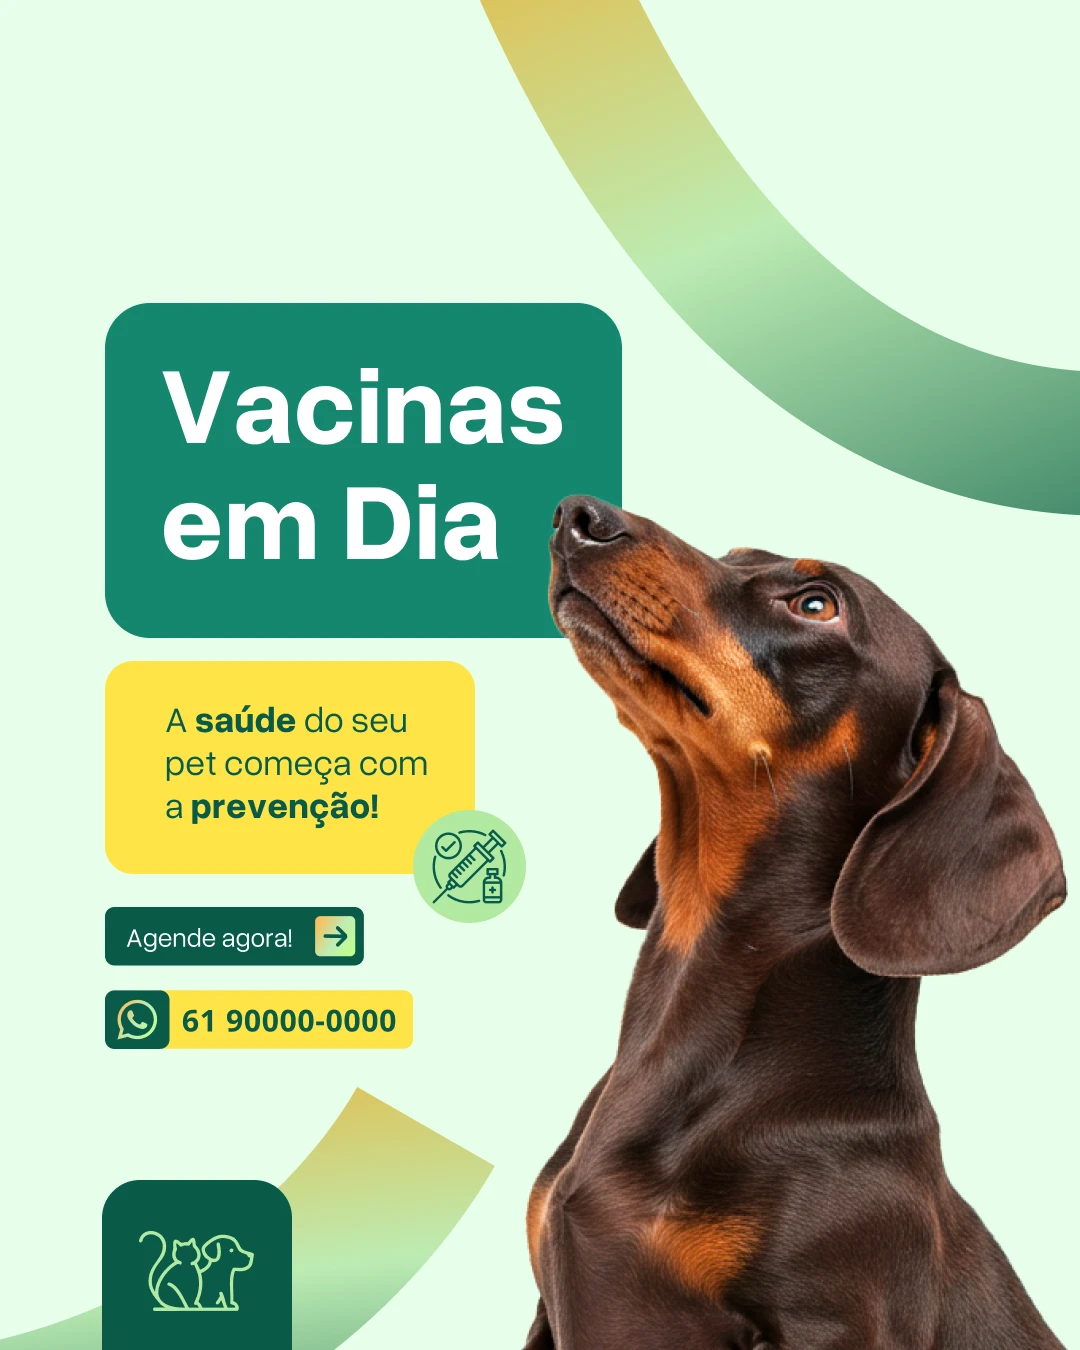 Vacinas
em Dia
A saúde do seu
pet começa com
a prevenção!
Agende agora!
61 90000-0000